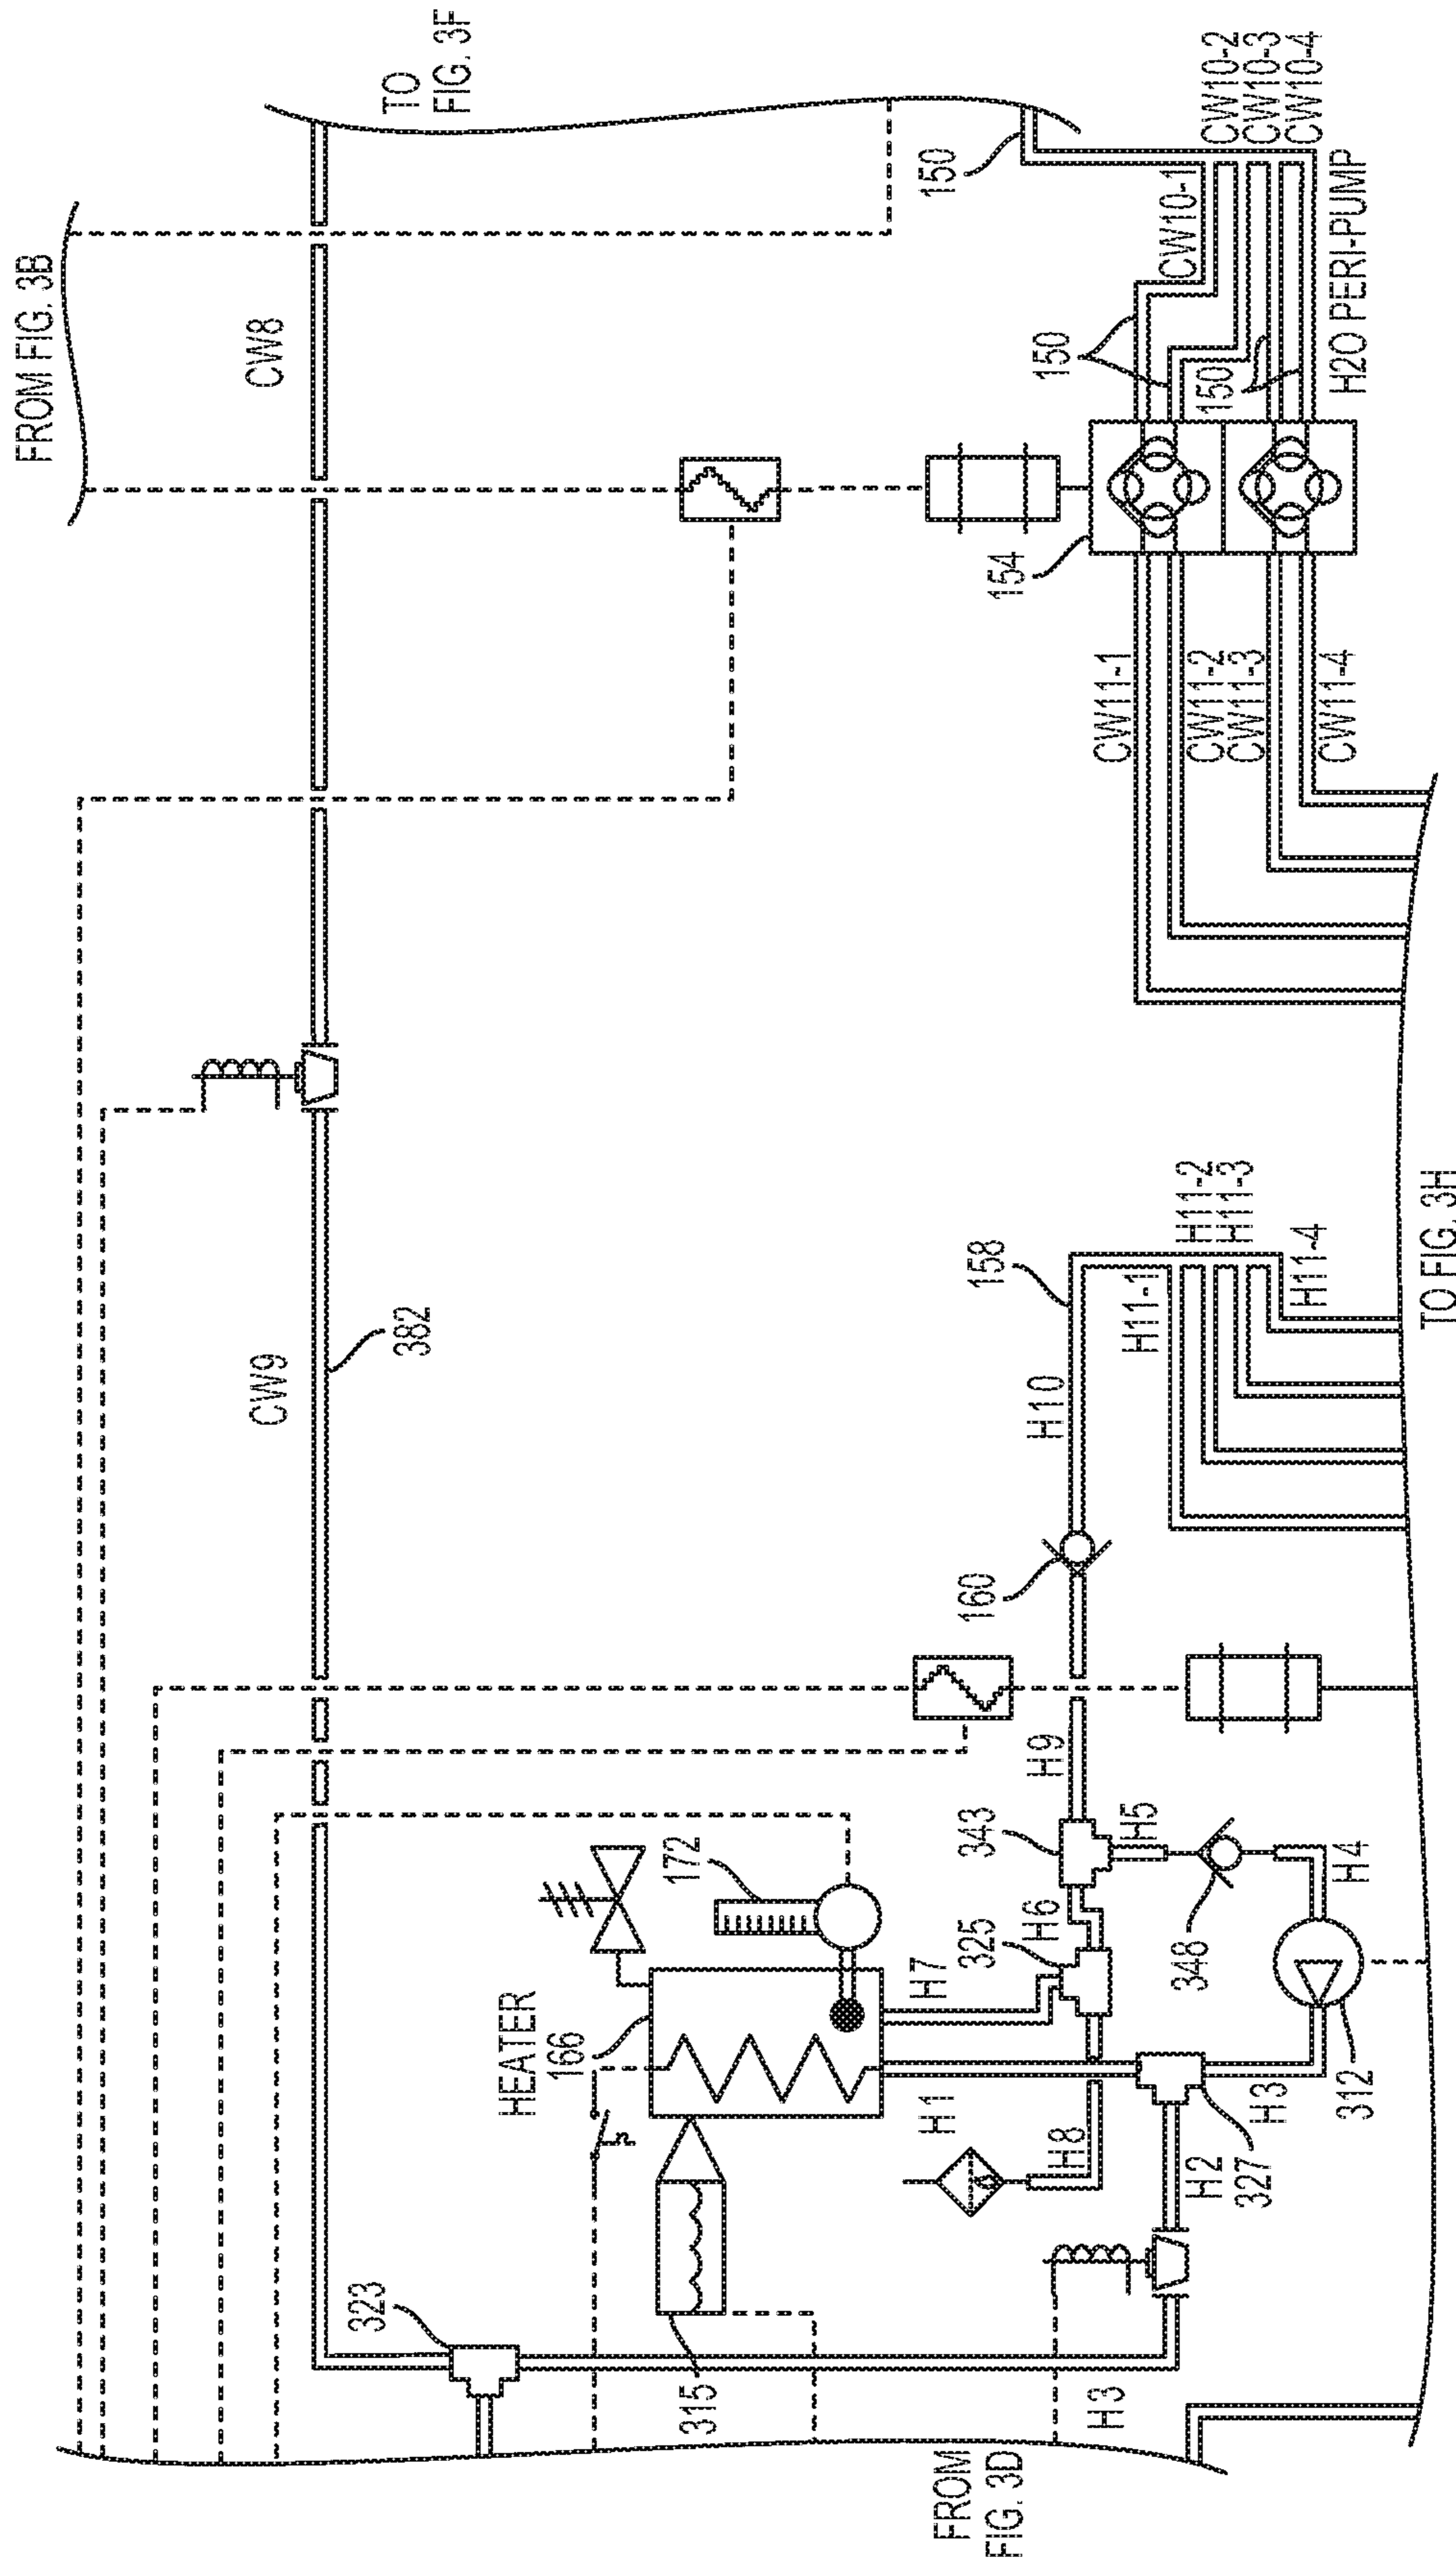 FROM FIG. 3B
TO
FIG. 3F
CW8
CW9
382
323
HEATER
166
172
315
H1
H7
325
H6
343
H5
H9
160
H10
158
H8
H2
327
H3
312
348
H4
H3
FROM
FIG. 3D
H11-1
H11-2
H11-3
H11-4
TO FIG. 3H
154
CW11-1
CW11-2
CW11-3
CW11-4
150
150
150
CW10-1
CW10-2
CW10-3
CW10-4
H2O PERI-PUMP